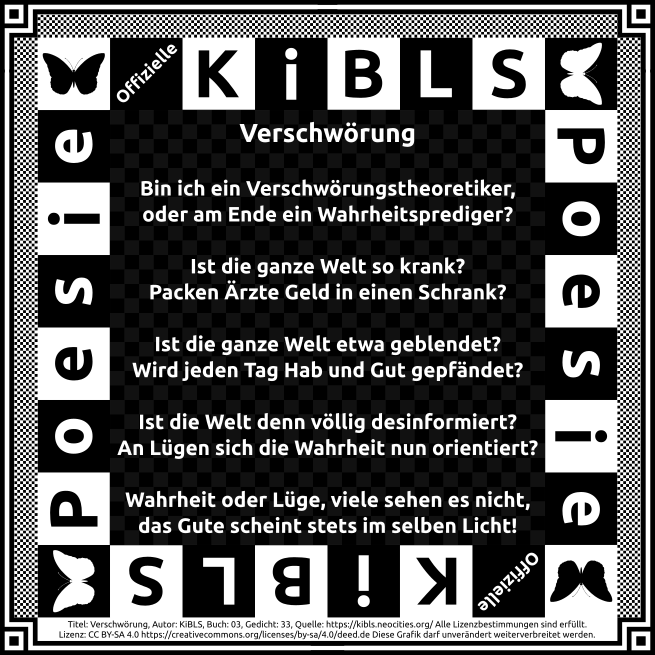 Offizielle
KiBLS
Poesie
Poesie
Verschwörung
Bin ich ein Verschwörungstheoretiker,
oder am Ende ein Wahrheitsprediger?
Ist die ganze Welt so krank?
Packen Ärzte Geld in einen Schrank?
Ist die ganze Welt etwa geblendet?
Wird jeden Tag Hab und Gut gepfändet?
Ist die Welt denn völlig desinformiert?
An Lügen sich die Wahrheit nun orientiert?
Wahrheit oder Lüge, viele sehen es nicht,
das Gute scheint stets im selben Licht!
Offizielle
KiBLS
Titel: Verschwörung, Autor: KiBLS, Buch: 03, Gedicht: 33, Quelle: https://kibls.neocities.org/ Alle Lizenzbestimmungen sind erfüllt.
Lizenz: CC BY-SA 4.0 https://creativecommons.org/licenses/by-sa/4.0/deed.de Diese Grafik darf unverändert weiterverbreitet werden.